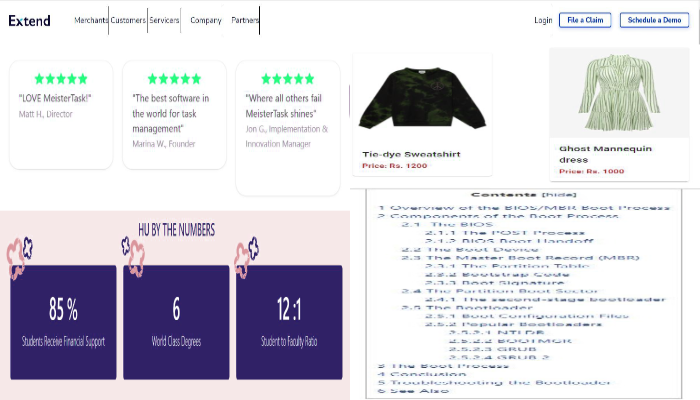 Extend
Merchants Customers Servicers Company Partners
Login File a Claim Schedule a Demo
"LOVE MeisterTask!"
Matt H., Director
"The best software in
the world for task
management"
Marina W., Founder
"Where all others fail
MeisterTask shines"
Jon G., Implementation &
Innovation Manager
Tie-dye Sweatshirt
Price: Rs. 1200
Ghost Mannequin
dress
Price: Rs. 1000
HU BY THE NUMBERS
85 %
Students Receive Financial Support
6
World Class Degrees
12 :1
Student to Faculty Ratio
Contents [hide]
1 Overview of the BIOS/MBR Boot Process
2 Components of the Boot Process
2.1 The BIOS
2.1.1 The POST Process
2.1.2 BIOS Boot Handoff
2.2 The Boot Device
2.3 The Master Boot Record (MBR)
2.3.1 The Partition Table
2.3.2 Bootstrap Code
2.3.3 Boot Signature
2.4 The Partition Boot Sector
2.4.1 The second-stage bootloader
2.5 The Bootloader
2.5.1 Boot Configuration Files
2.5.2 Popular Bootloaders
2.5.2.1 NTLDR
2.5.2.2 BOOTMGR
2.5.2.3 GRUB
2.5.2.4 GRUB 2
3 The Boot Process
4 Conclusion
5 Troubleshooting the Bootloader
6 See Also